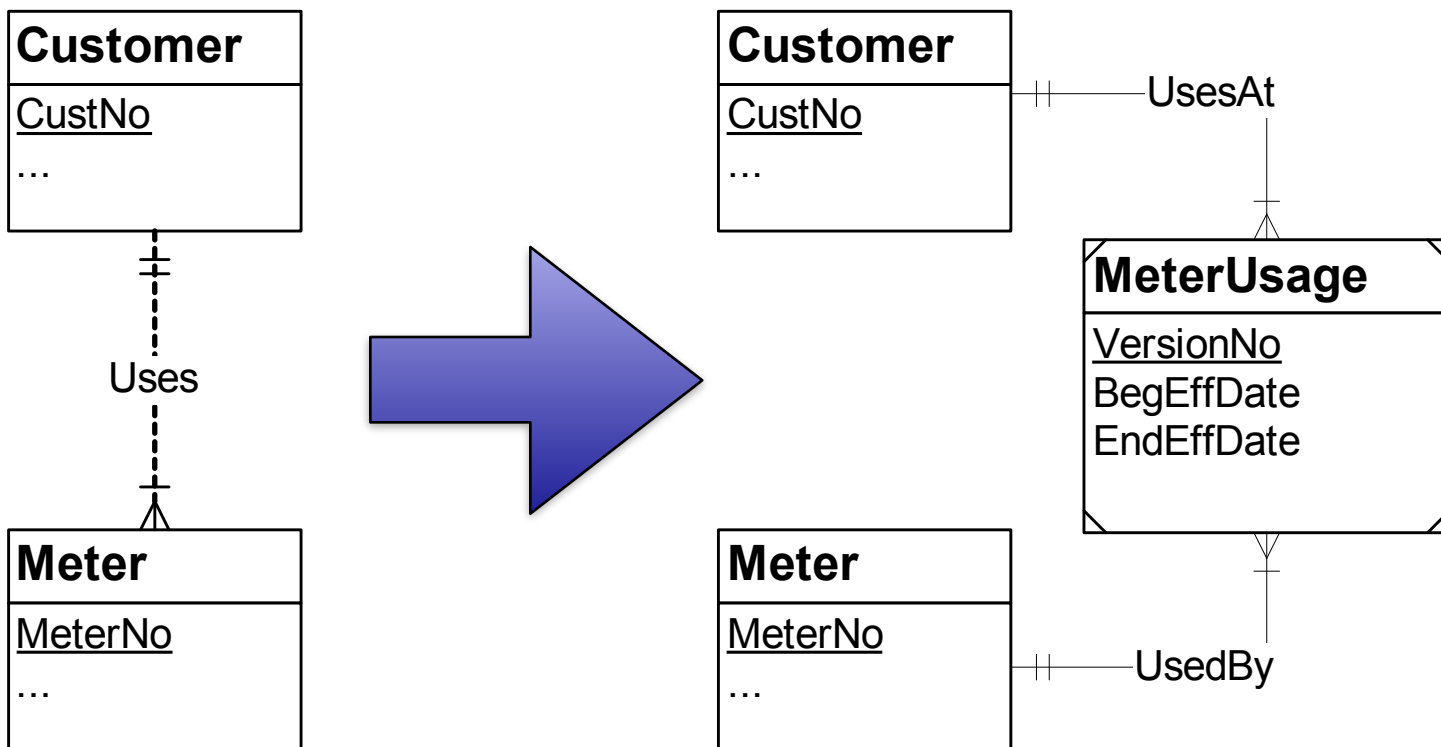 Customer
CustNo
...
Uses
Meter
MeterNo
...
Customer
CustNo
...
UsesAt
MeterUsage
VersionNo
BegEffDate
EndEffDate
Meter
MeterNo
...
UsedBy